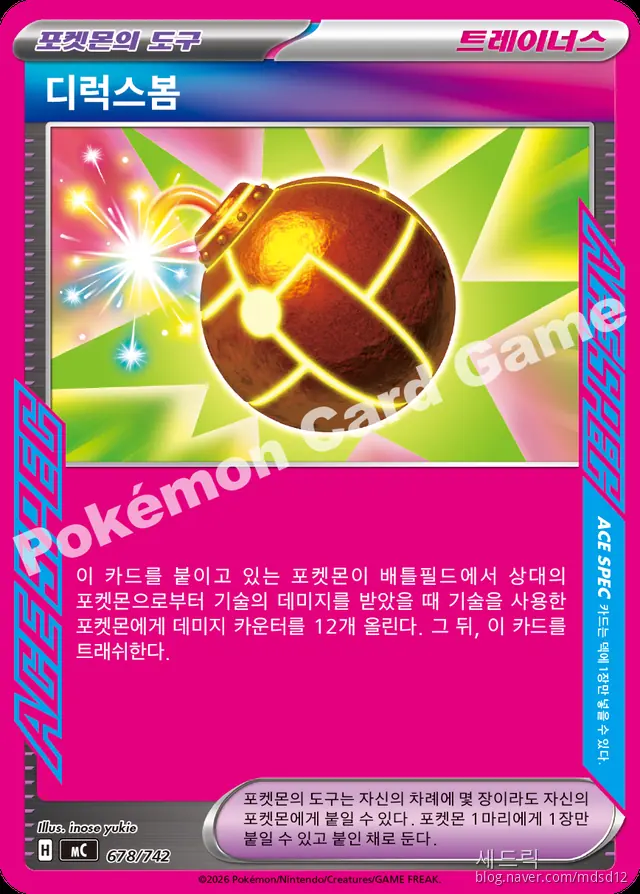 포켓몬의 도구
트레이너스
디럭스봄
Pokémon Card Game
ACE SPEC
ACE SPEC
ACE SPEC 카드는 덱에 1장만 넣을 수 있다.
이 카드를 붙이고 있는 포켓몬이 배틀필드에서 상대의
포켓몬으로부터 기술의 데미지를 받았을 때 기술을 사용한
포켓몬에게 데미지 카운터를 12개 올린다. 그 뒤, 이 카드를
트래쉬한다.
포켓몬의 도구는 자신의 차례에 몇 장이라도 자신의
포켓몬에게 붙일 수 있다. 포켓몬 1마리에게 1장만
붙일 수 있고 붙인 채로 둔다.
Illus. inose yukie
H mC 678/742
©2026 Pokémon/Nintendo/Creatures/GAME FREAK.
세드릭
blog.naver.com/mdsd12